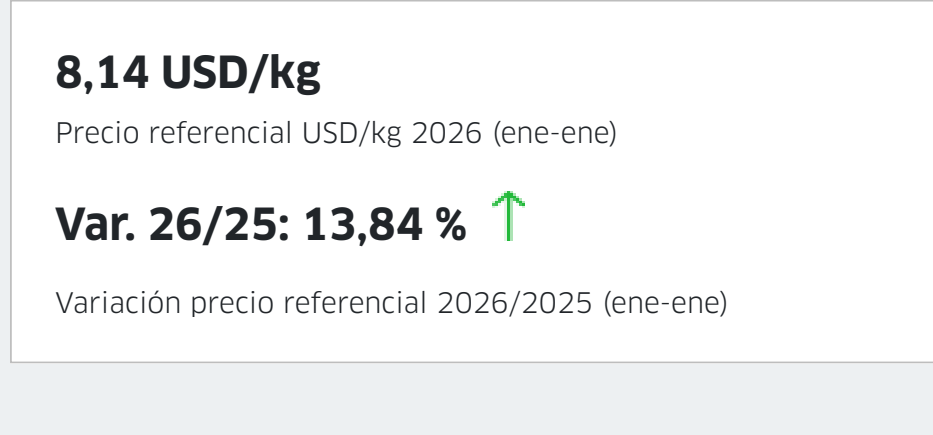 8,14 USD/kg
Precio referencial USD/kg 2026 (ene-ene)
Var. 26/25: 13,84 %
Variación precio referencial 2026/2025 (ene-ene)